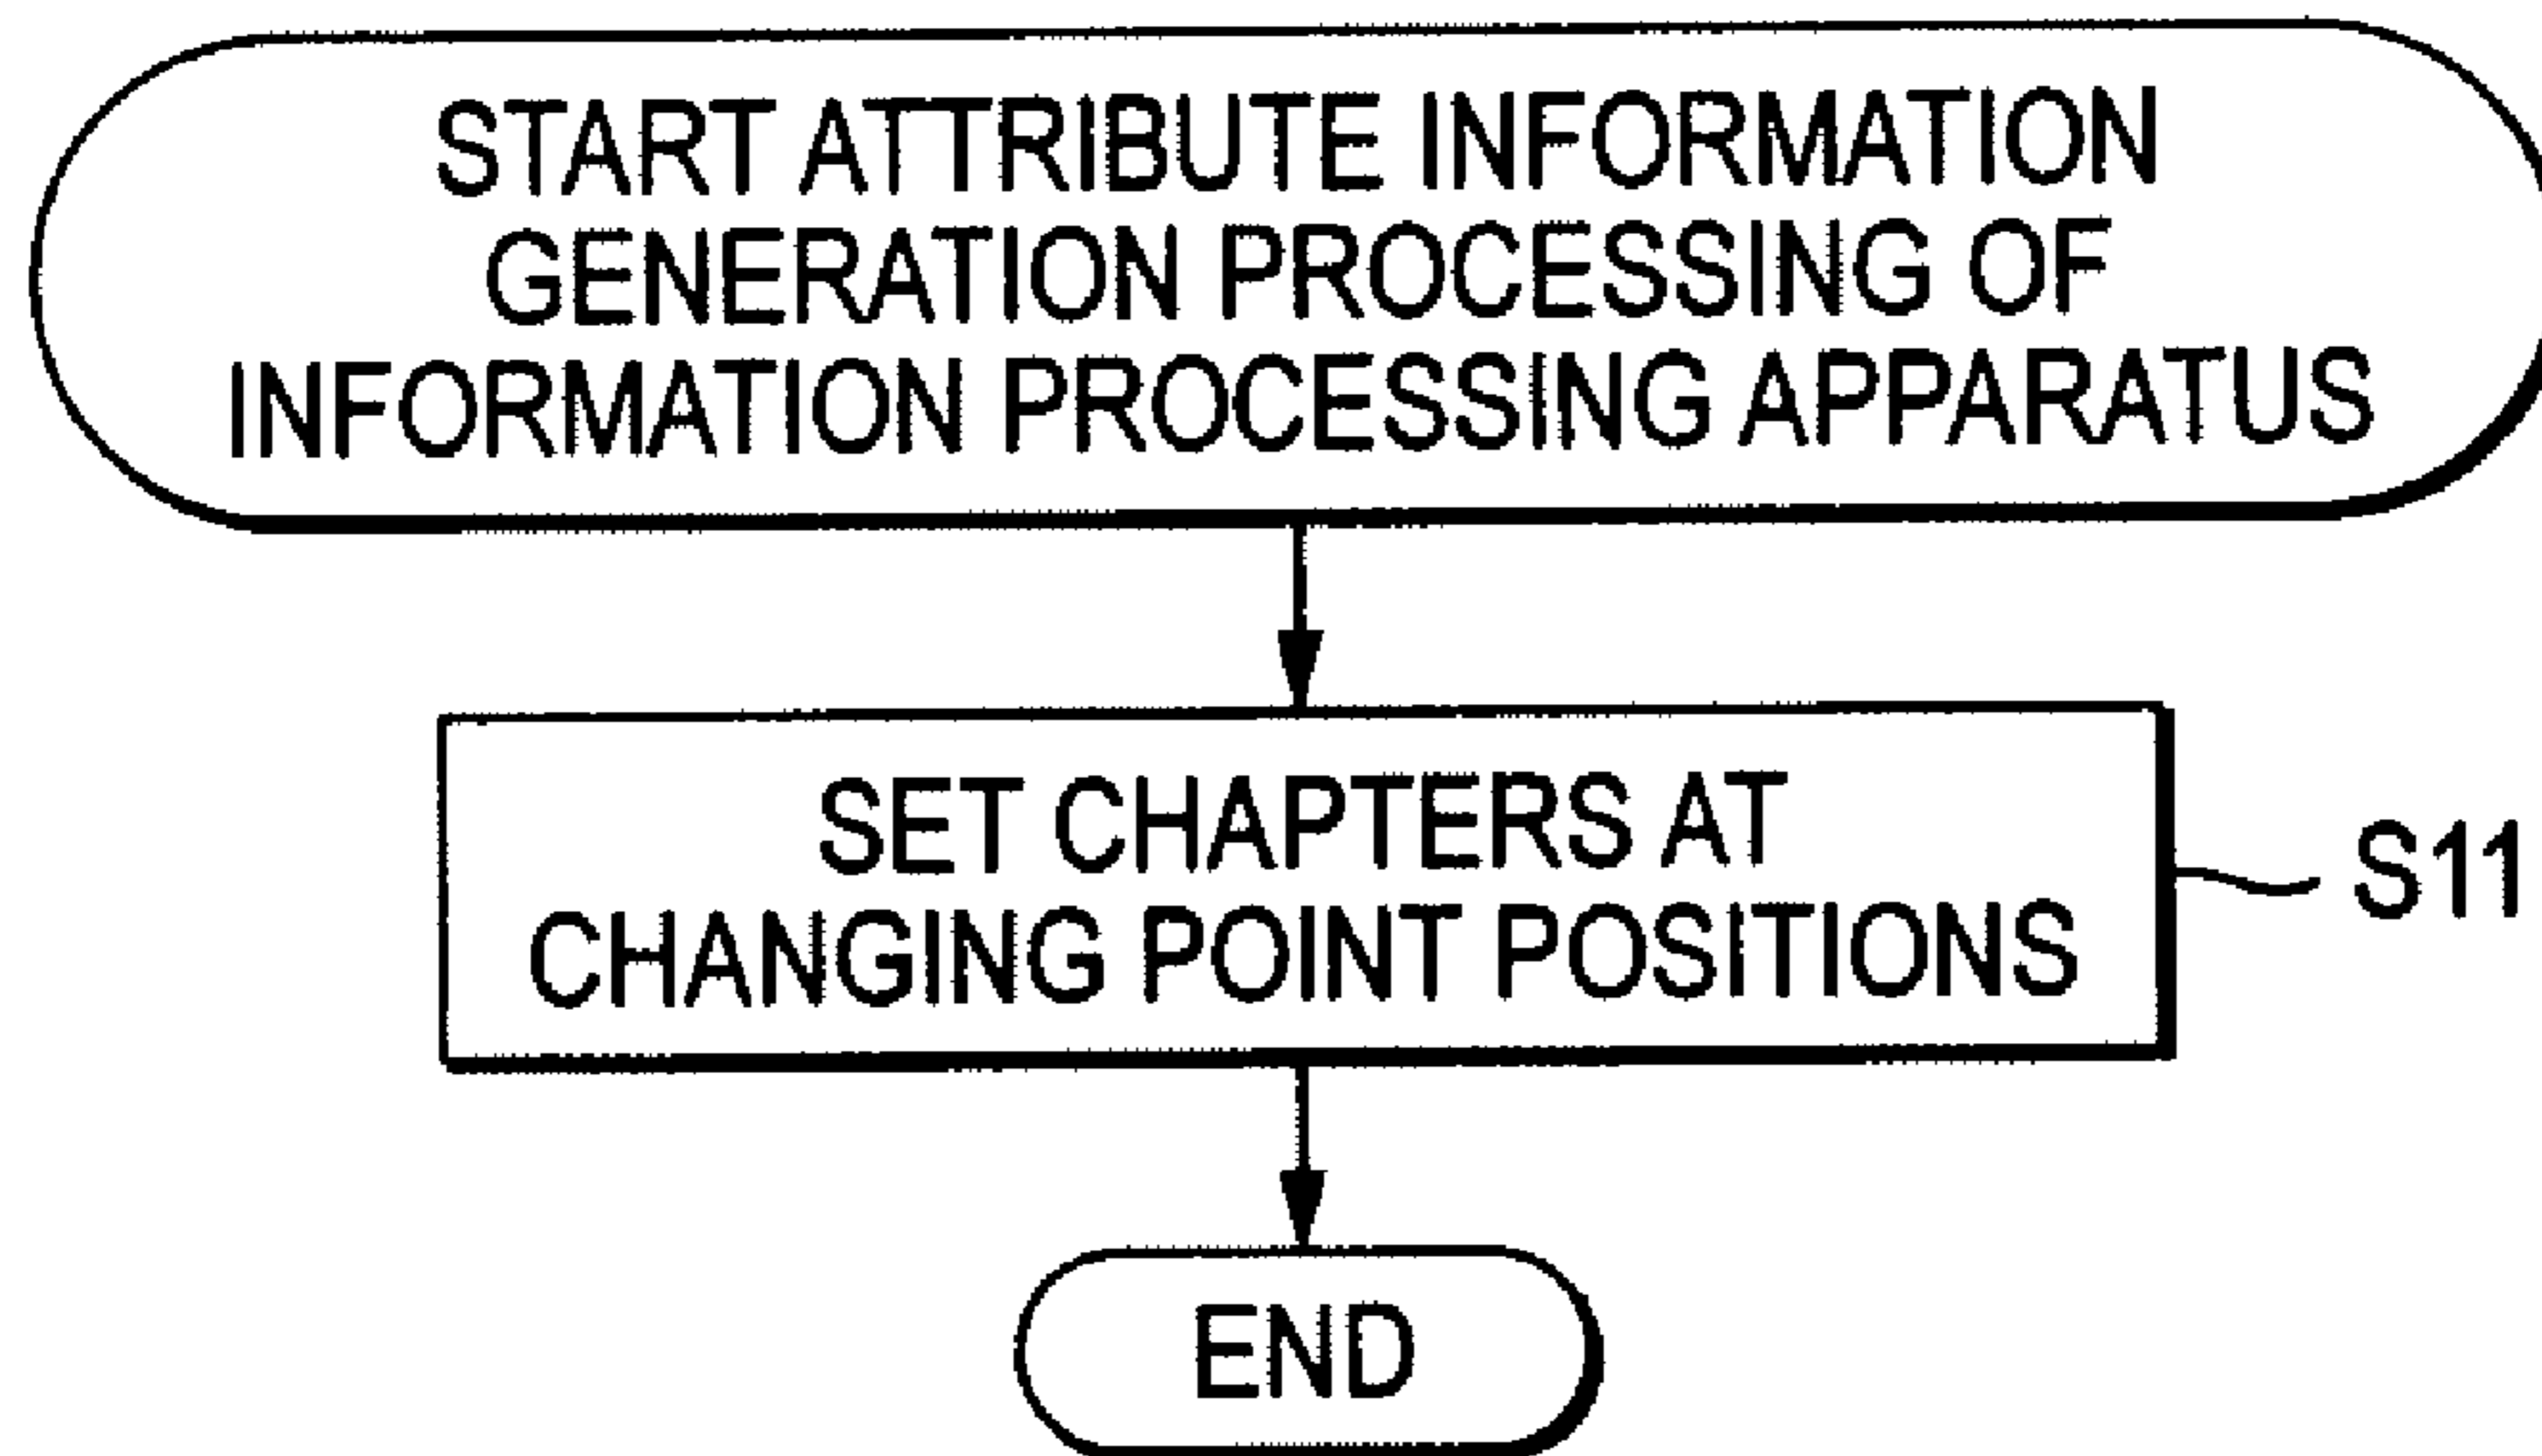 START ATTRIBUTE INFORMATION
GENERATION PROCESSING OF
INFORMATION PROCESSING APPARATUS
SET CHAPTERS AT
CHANGING POINT POSITIONS
S11
END